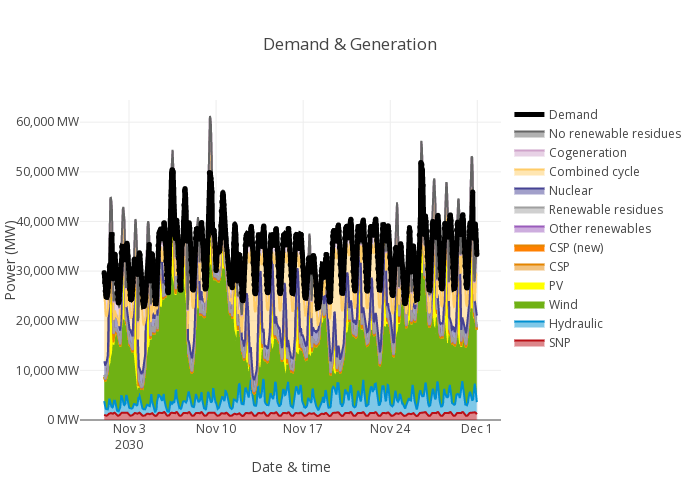 Demand & Generation
60,000 MW
50,000 MW
40,000 MW
30,000 MW
20,000 MW
10,000 MW
0 MW
Power (MW)
Nov 3
2030
Nov 10
Nov 17
Nov 24
Dec 1
Date & time
Demand
No renewable residues
Cogeneration
Combined cycle
Nuclear
Renewable residues
Other renewables
CSP (new)
CSP
PV
Wind
Hydraulic
SNP